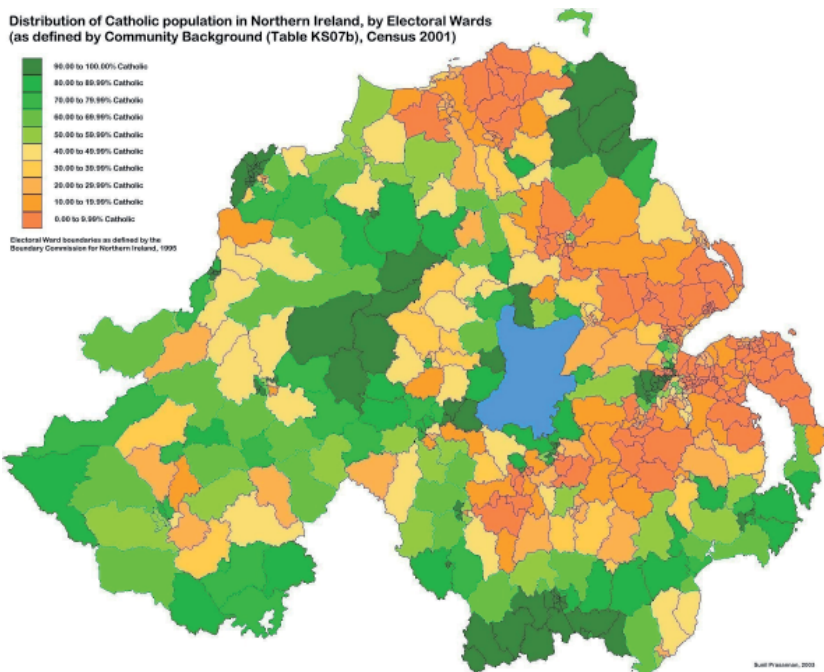 Distribution of Catholic population in Northern Ireland, by Electoral Wards
(as defined by Community Background (Table KS07b), Census 2001)
90.00 to 100.00% Catholic
80.00 to 89.99% Catholic
70.00 to 79.99% Catholic
60.00 to 69.99% Catholic
50.00 to 59.99% Catholic
40.00 to 49.99% Catholic
30.00 to 39.99% Catholic
20.00 to 29.99% Catholic
10.00 to 19.99% Catholic
0.00 to 9.99% Catholic
Electoral Ward boundaries as defined by the
Boundary Commission for Northern Ireland, 1995
2003